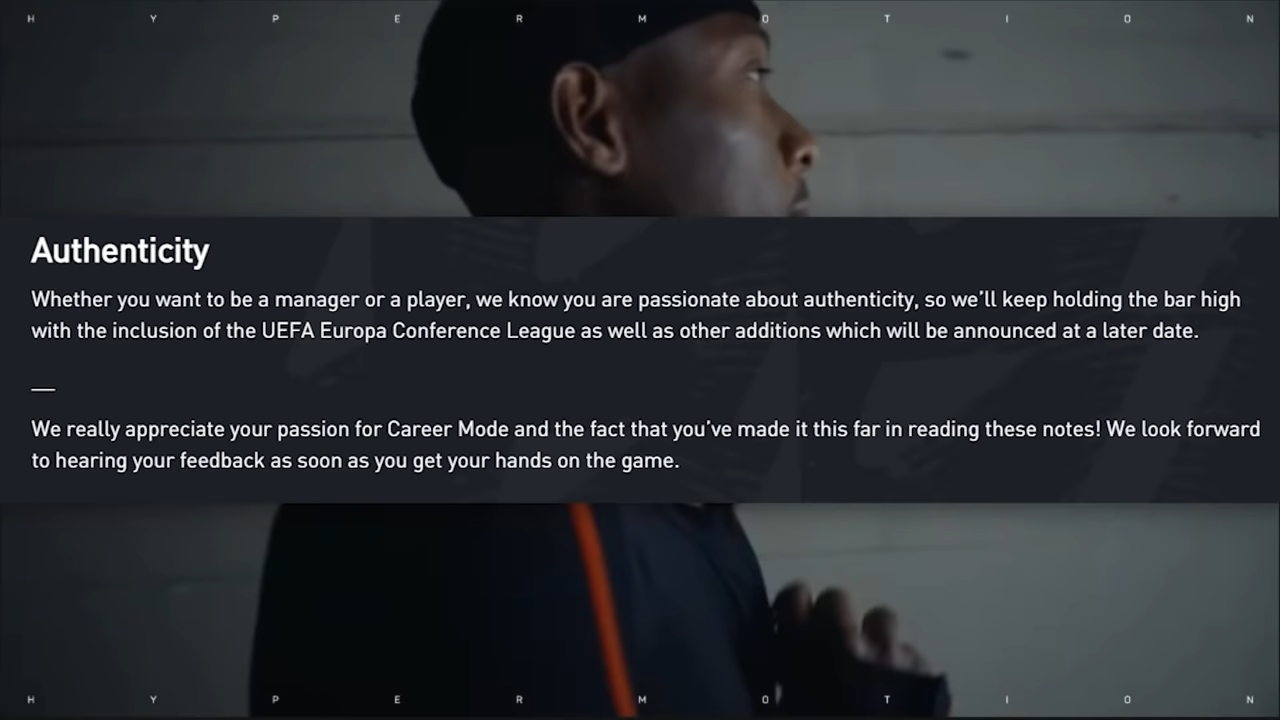 H Y P E R M O T I O N
Authenticity
Whether you want to be a manager or a player, we know you are passionate about authenticity, so we'll keep holding the bar high
with the inclusion of the UEFA Europa Conference League as well as other additions which will be announced at a later date.
—
We really appreciate your passion for Career Mode and the fact that you've made it this far in reading these notes! We look forward
to hearing your feedback as soon as you get your hands on the game.
H Y P E R M O T I O N